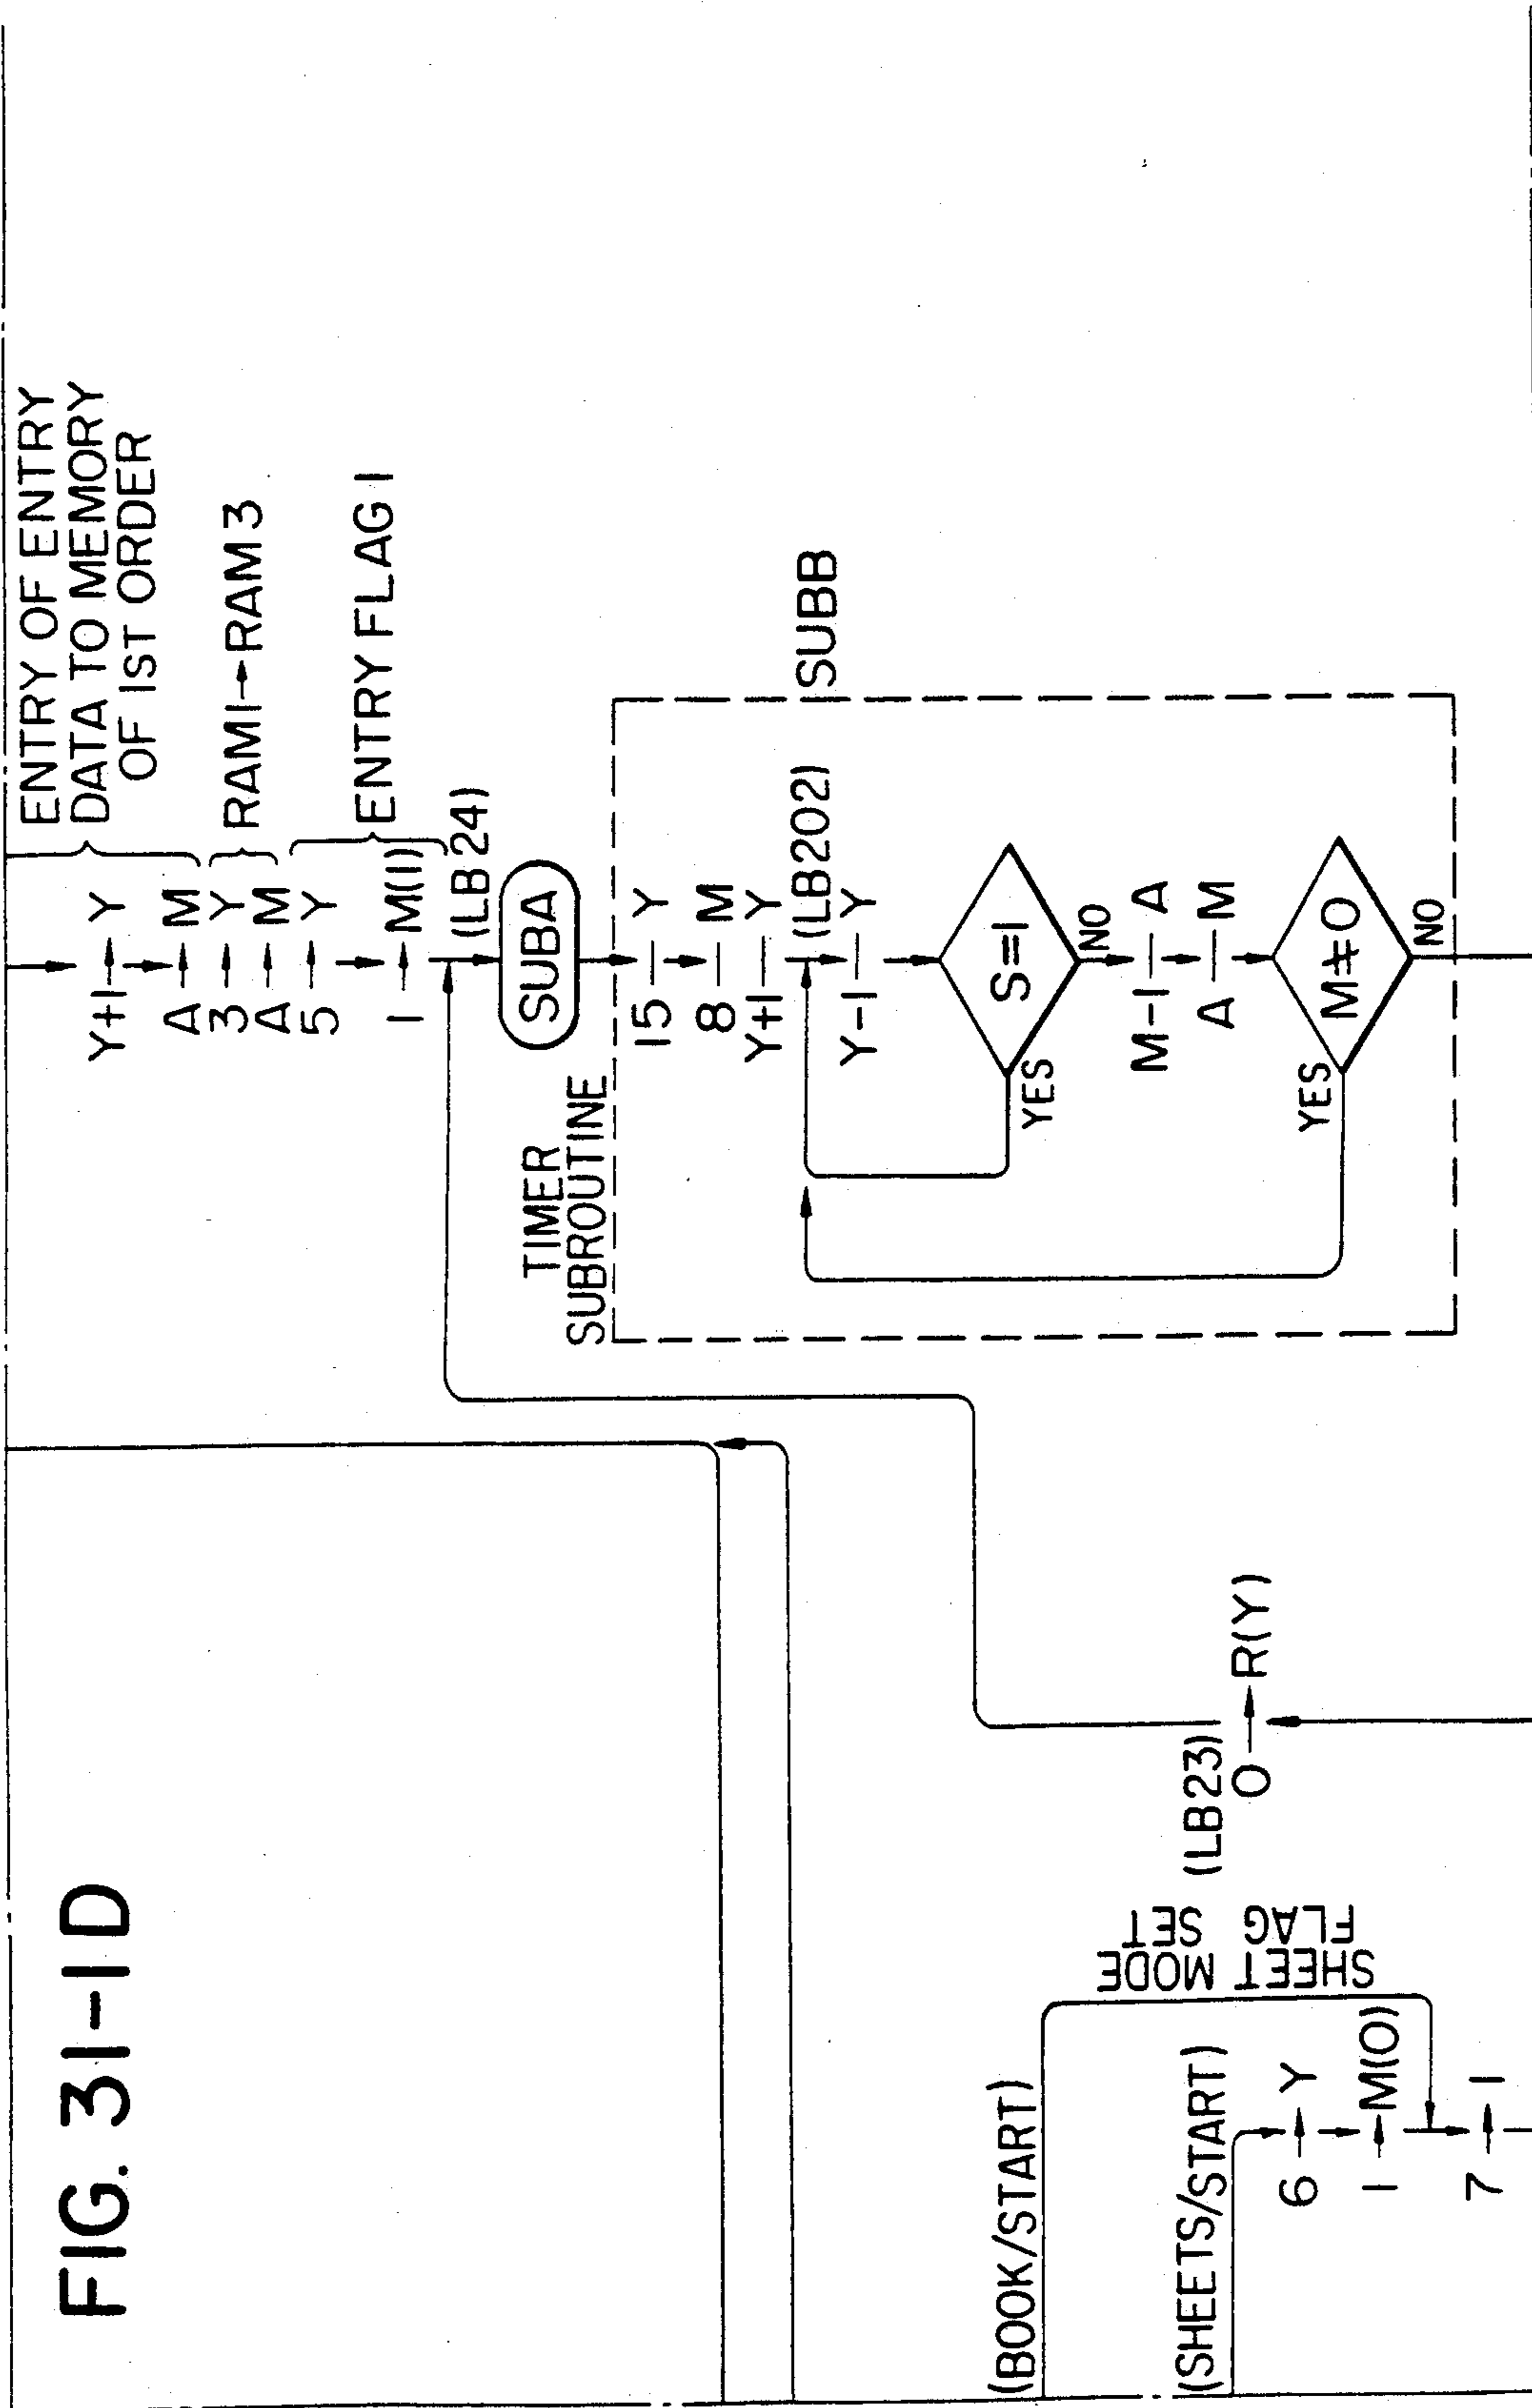 FIG. 31-1D
ENTRY OF ENTRY
DATA TO MEMORY
OF 1ST ORDER
Y+1 → Y
A → M
3 → Y
RAM1 → RAM3
A → M
5 → Y
ENTRY FLAG 1
1 → M(1)
(LB24)
SUBA
TIMER
SUBROUTINE
SUBB
15 — Y
8 — M
Y+1 — Y
(LB202)
Y-1 — Y
S=1
YES
NO
M-1 — A
A — M
M≠0
YES
NO
(LB23)
0 → R(Y)
(BOOK/START)
SHEET MODE
FLAG SET
(SHEETS/START)
6 → Y
1 → M(0)
7 → 1